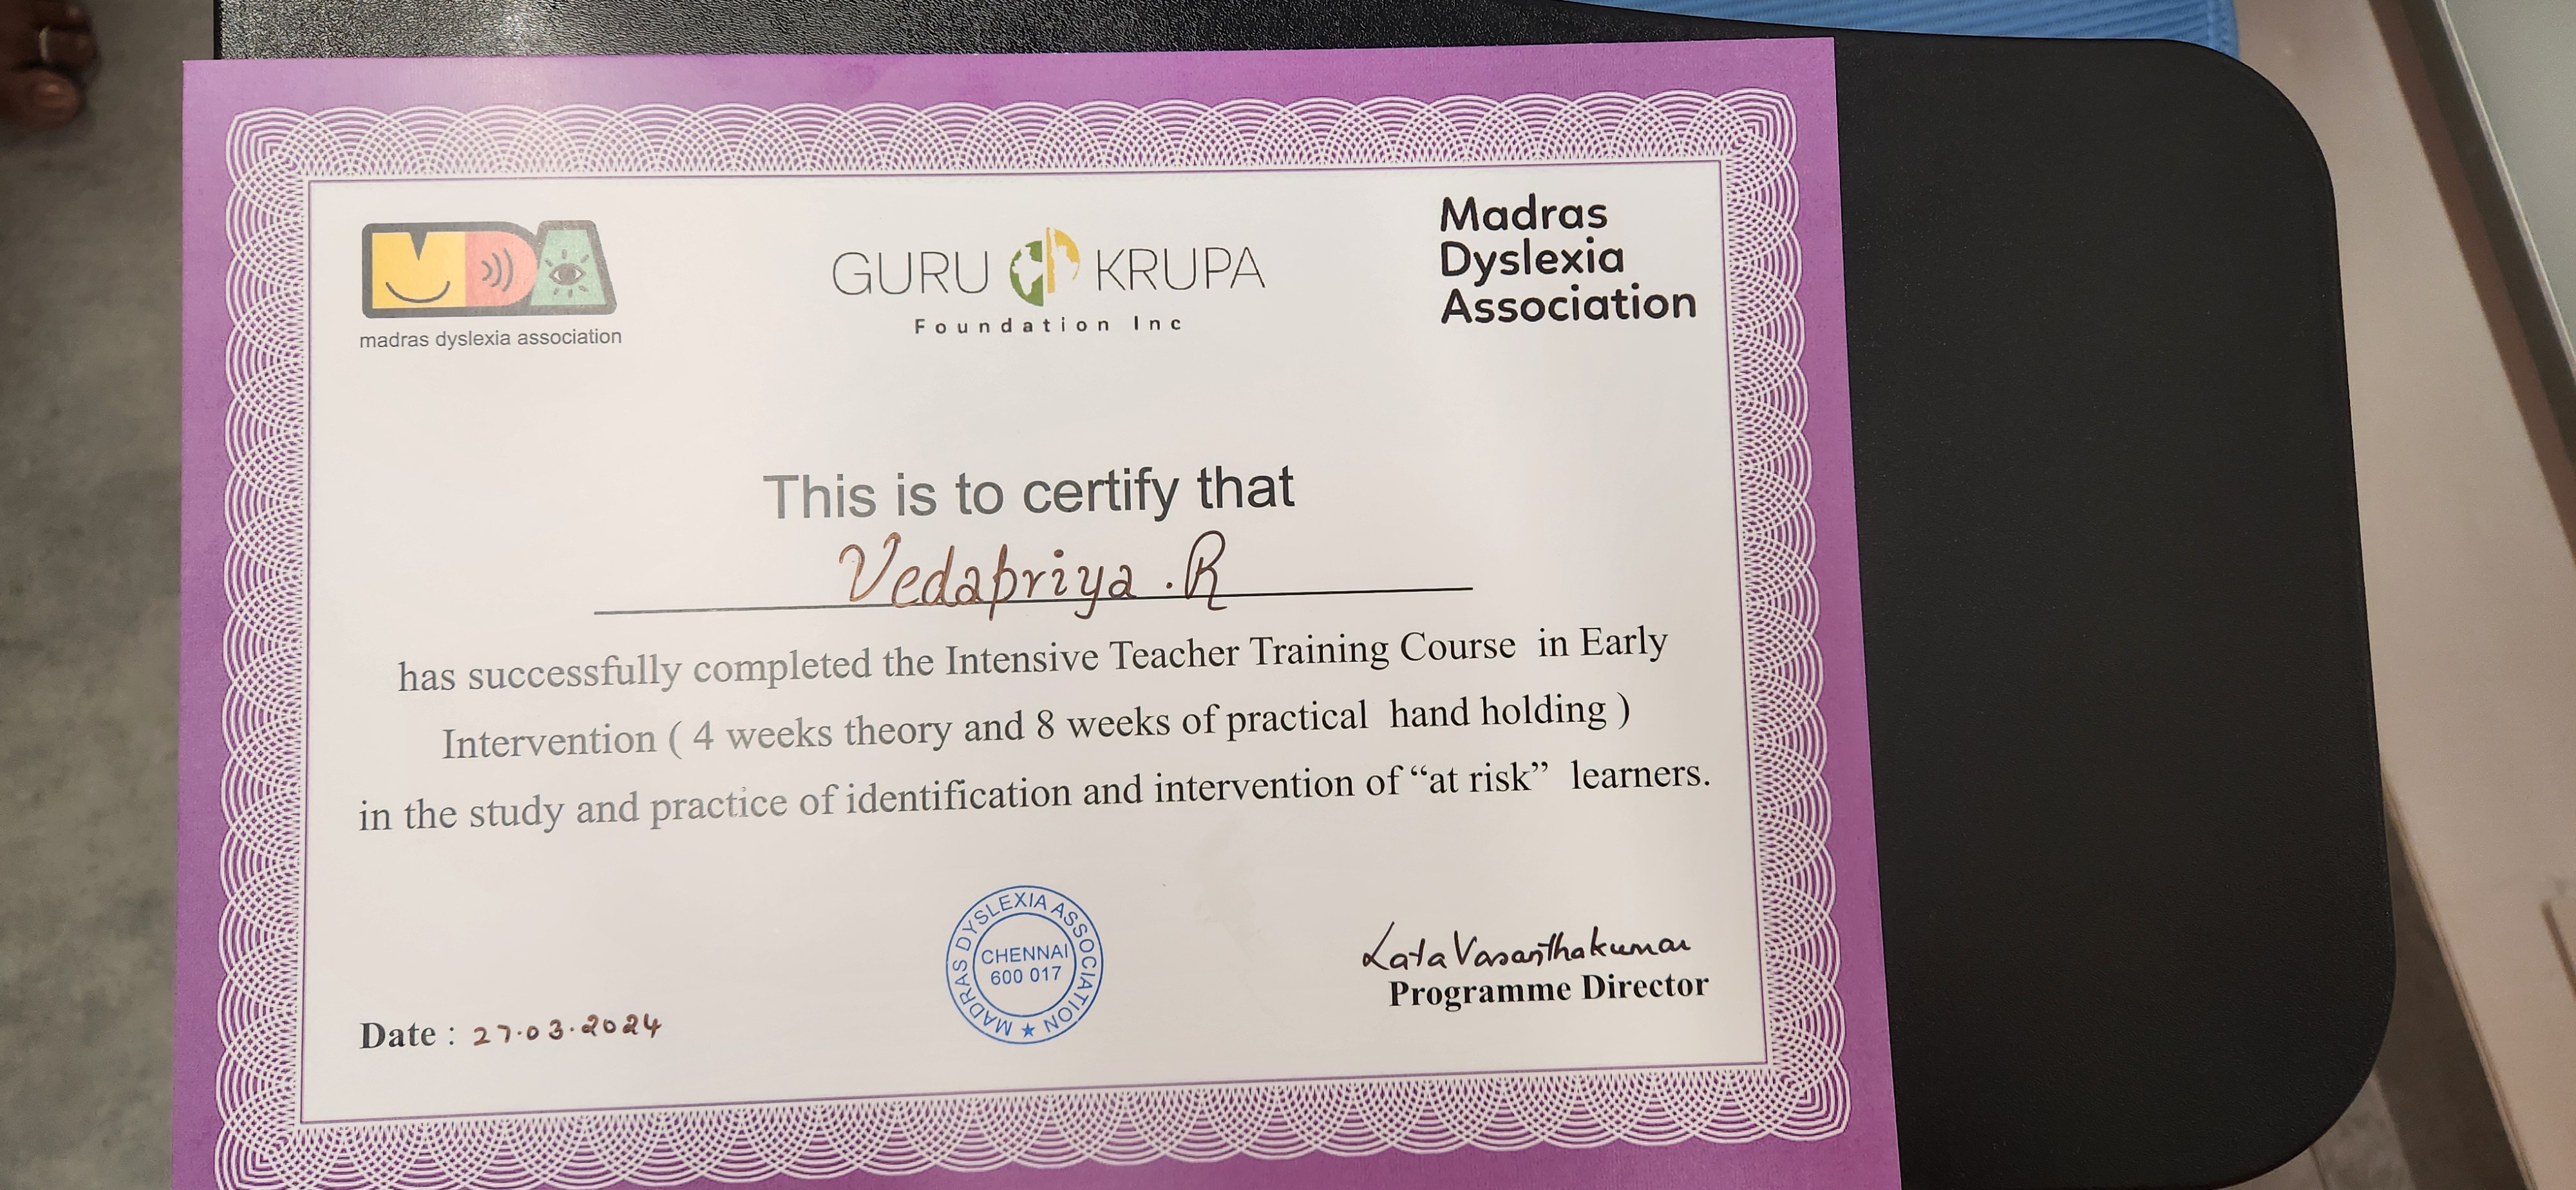 MDA
madras dyslexia association
GURU KRUPA
Foundation Inc
Madras
Dyslexia
Association
This is to certify that
Vedapriya .R
has successfully completed the Intensive Teacher Training Course in Early
Intervention ( 4 weeks theory and 8 weeks of practical hand holding )
in the study and practice of identification and intervention of “at risk” learners.
MADRAS DYSLEXIA ASSOCIATION ★
CHENNAI
600 017
Lata Vasanthakumar
Programme Director
Date : 27.03.2024